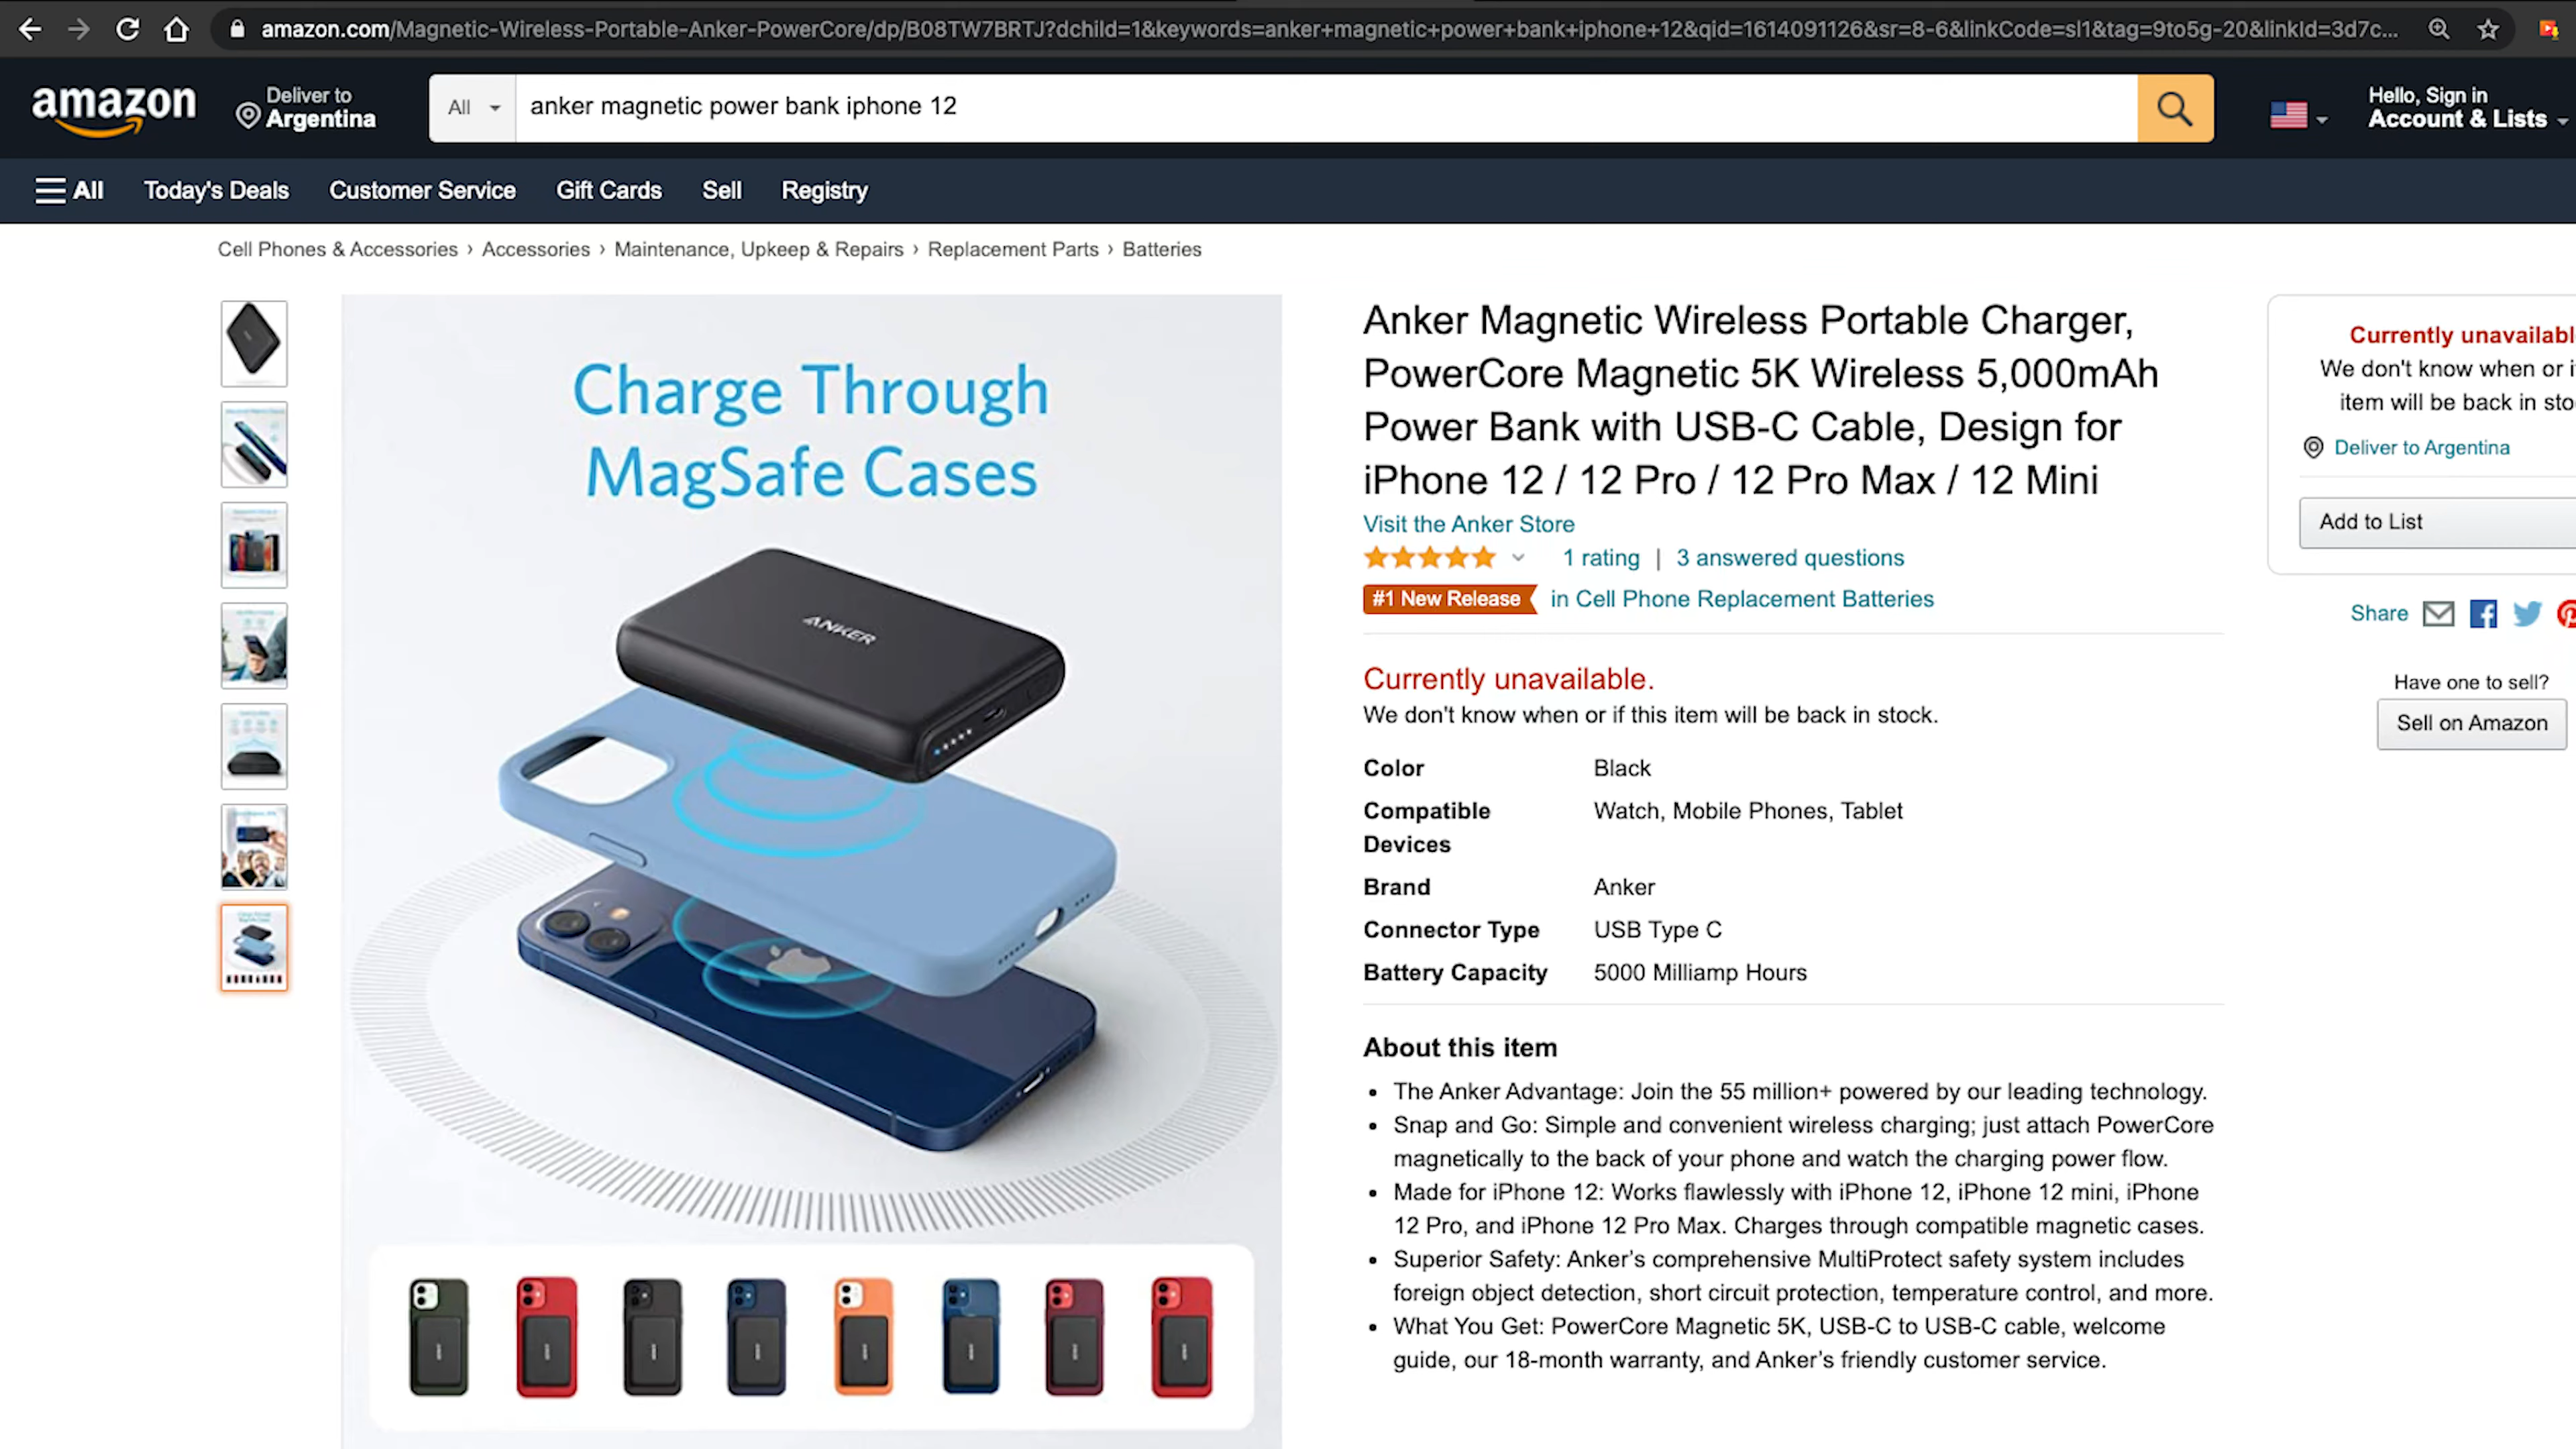 amazon.com/Magnetic-Wireless-Portable-Anker-PowerCore/dp/B08TW7BRTJ?dchild=1&keywords=anker+magnetic+power+bank+iphone+12&qid=1614091126&sr=8-6&linkCode=sl1&tag=9to5g-20&linkId=3d7c...
amazon
Deliver to
Argentina
All
anker magnetic power bank iphone 12
Hello, Sign in
Account & Lists
All
Today's Deals
Customer Service
Gift Cards
Sell
Registry
Cell Phones & Accessories › Accessories › Maintenance, Upkeep & Repairs › Replacement Parts › Batteries
Charge Through
MagSafe Cases
ANKER
Anker Magnetic Wireless Portable Charger,
PowerCore Magnetic 5K Wireless 5,000mAh
Power Bank with USB-C Cable, Design for
iPhone 12 / 12 Pro / 12 Pro Max / 12 Mini
Visit the Anker Store
1 rating | 3 answered questions
#1 New Release in Cell Phone Replacement Batteries
Currently unavailable.
We don't know when or if this item will be back in stock.
Color Black
Compatible Devices Watch, Mobile Phones, Tablet
Brand Anker
Connector Type USB Type C
Battery Capacity 5000 Milliamp Hours
About this item
• The Anker Advantage: Join the 55 million+ powered by our leading technology.
• Snap and Go: Simple and convenient wireless charging; just attach PowerCore
magnetically to the back of your phone and watch the charging power flow.
• Made for iPhone 12: Works flawlessly with iPhone 12, iPhone 12 mini, iPhone
12 Pro, and iPhone 12 Pro Max. Charges through compatible magnetic cases.
• Superior Safety: Anker’s comprehensive MultiProtect safety system includes
foreign object detection, short circuit protection, temperature control, and more.
• What You Get: PowerCore Magnetic 5K, USB-C to USB-C cable, welcome
guide, our 18-month warranty, and Anker’s friendly customer service.
Currently unavailabl
We don't know when or i
item will be back in sto
Deliver to Argentina
Add to List
Share
Have one to sell?
Sell on Amazon